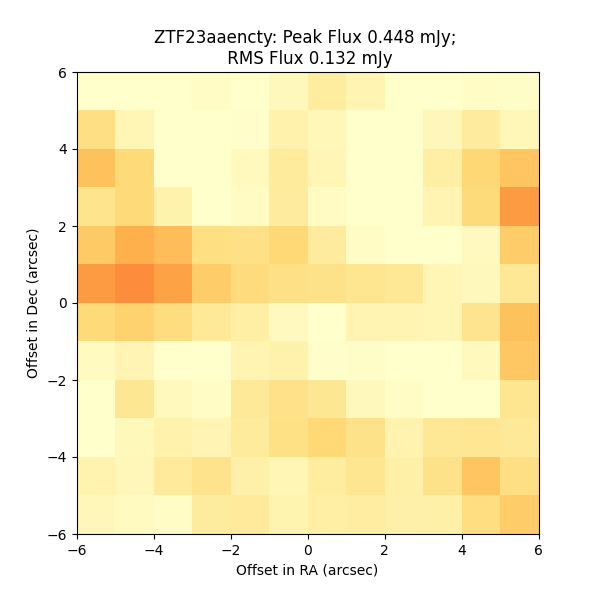 ZTF23aaencty: Peak Flux 0.448 mJy;
RMS Flux 0.132 mJy
6
4
2
0
−2
−4
−6
Offset in Dec (arcsec)
−6 −4 −2 0 2 4 6
Offset in RA (arcsec)